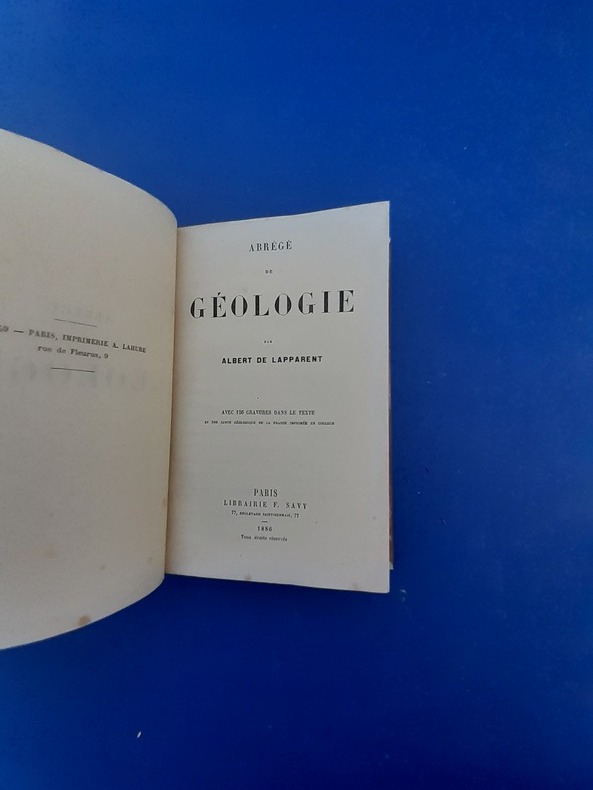 — PARIS, IMPRIMERIE A. LAHURE
rue de Fleurus, 9
ABRÉGÉ
DE
GÉOLOGIE
PAR
ALBERT DE LAPPARENT
AVEC 126 GRAVURES DANS LE TEXTE
ET UNE CARTE GÉOLOGIQUE DE LA FRANCE IMPRIMÉE EN COULEUR
PARIS
LIBRAIRIE F. SAVY
77, BOULEVARD SAINT-GERMAIN, 77
1886
Tous droits réservés